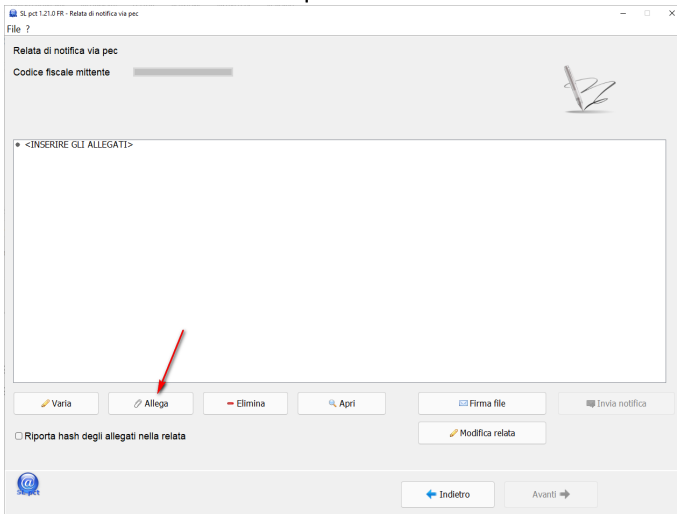 SL pct 1.21.0 FR - Relata di notifica via pec
File ?
Relata di notifica via pec
Codice fiscale mittente
<INSERIRE GLI ALLEGATI>
Varia Allega Elimina Apri Firma file Invia notifica
Riporta hash degli allegati nella relata Modifica relata
SL pct
Indietro Avanti